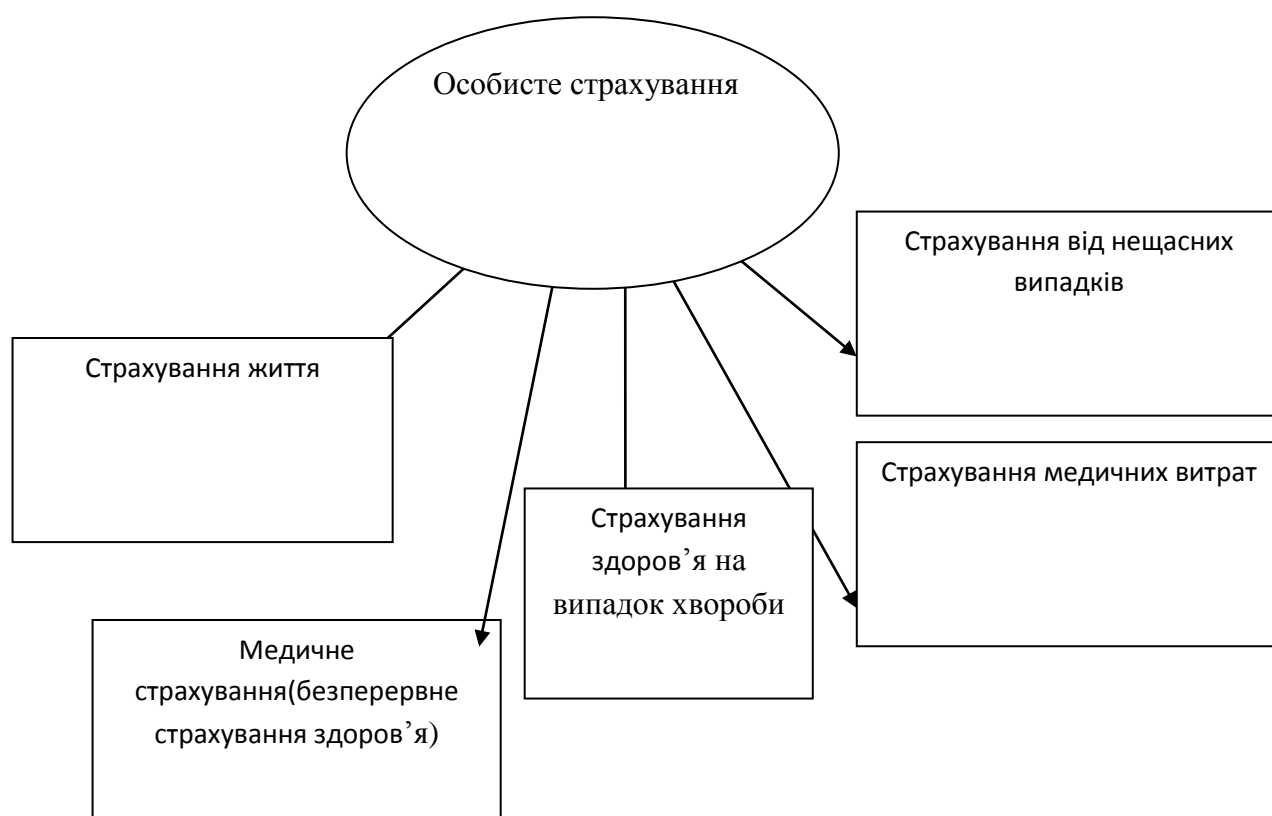 Особисте страхування
Страхування від нещасних
випадків
Страхування життя
Страхування медичних витрат
Страхування
здоров’я на
випадок хвороби
Медичне
страхування(безперервне
страхування здоров’я)